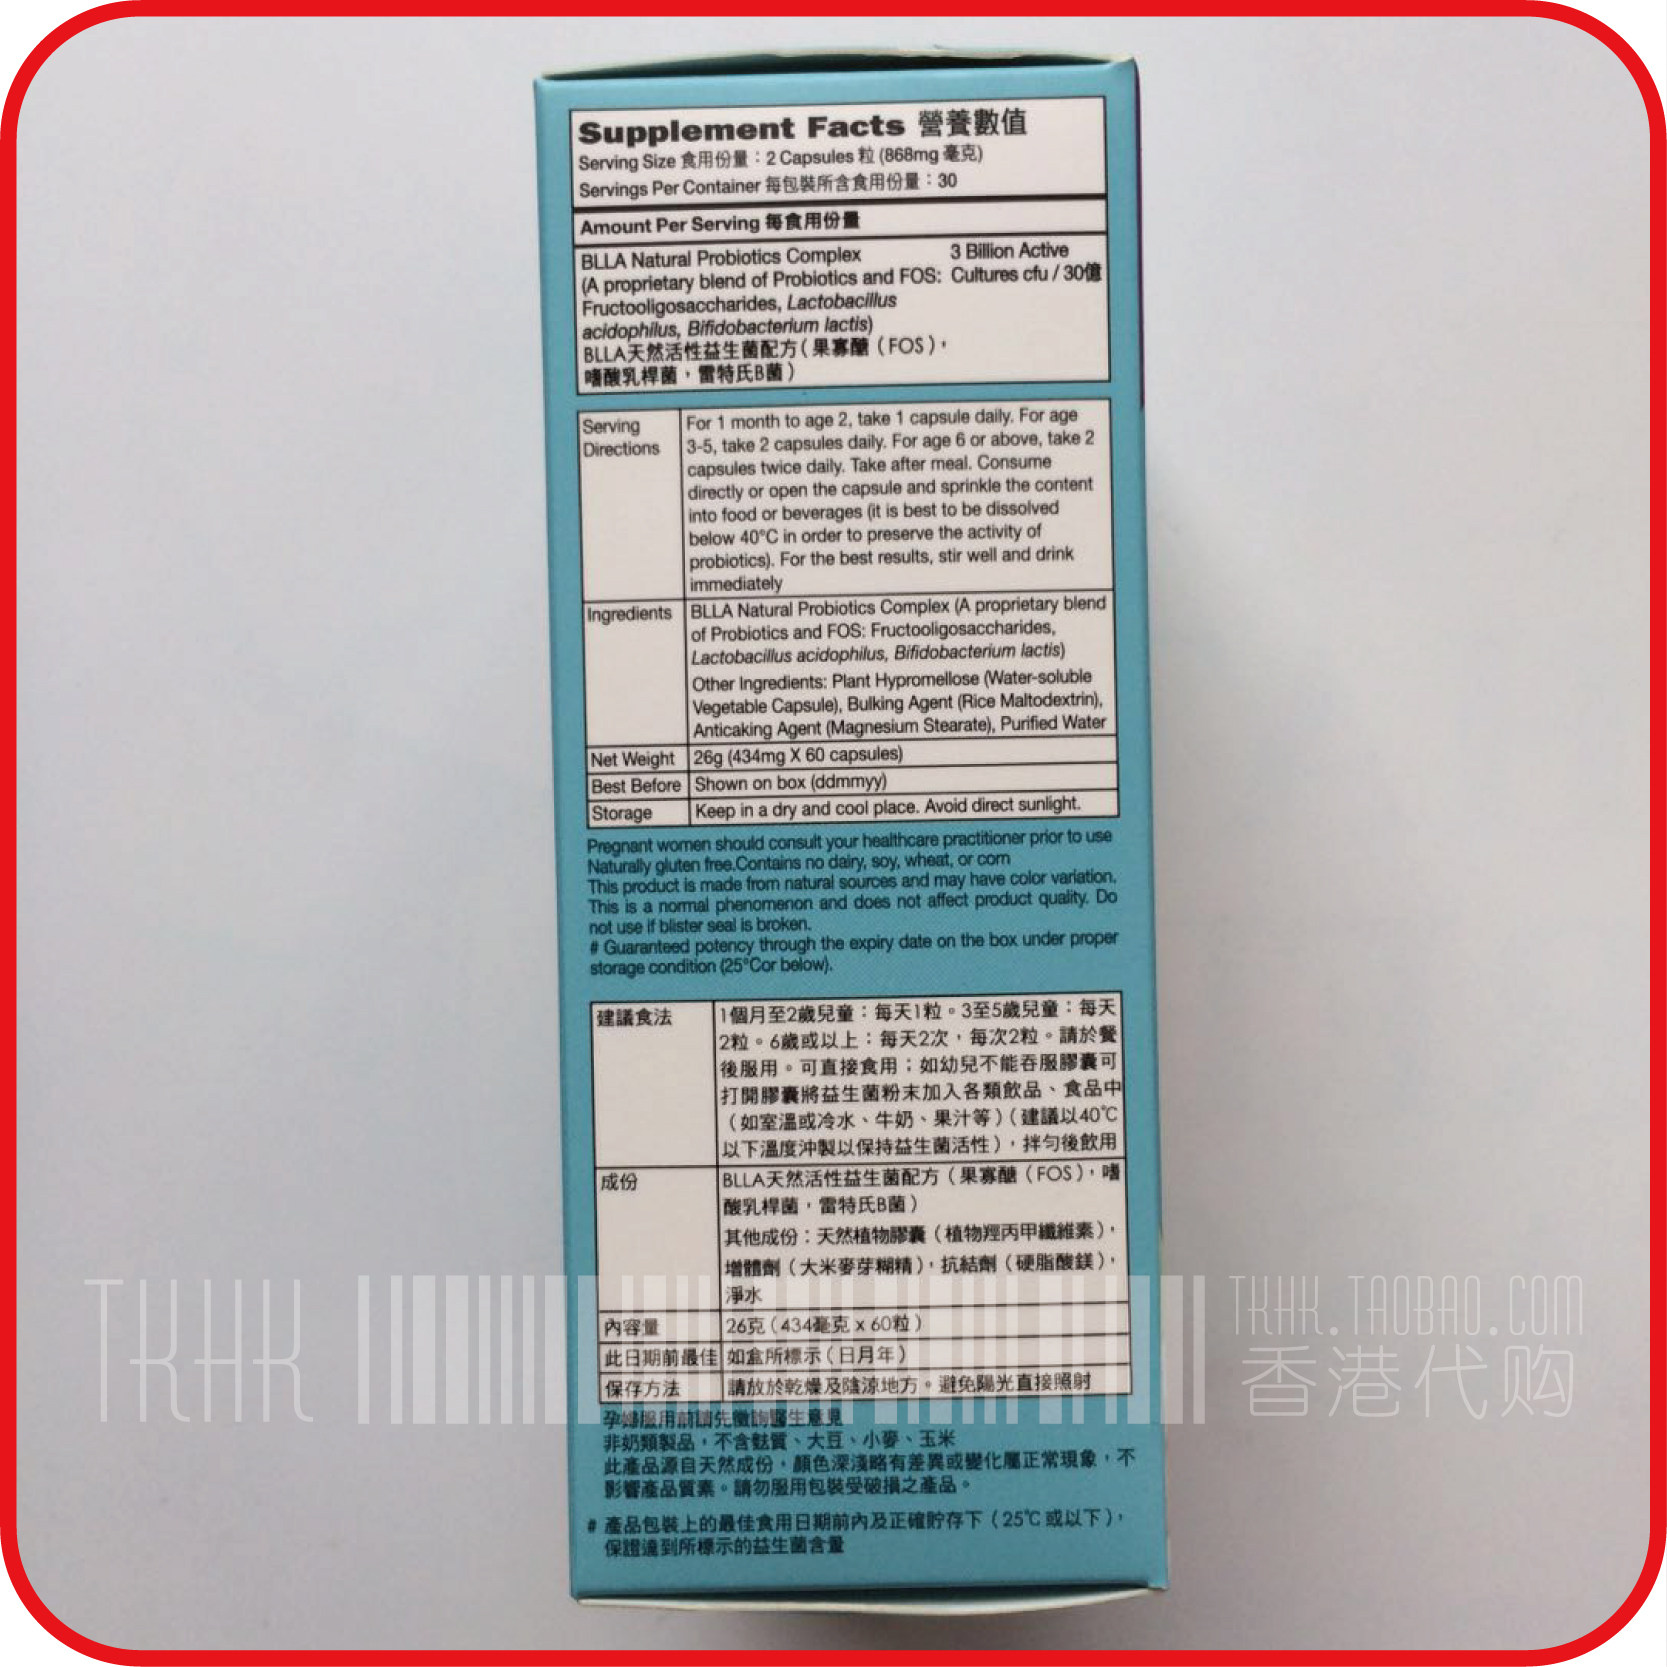 Supplement Facts 營養數值
Serving Size 食用份量：2 Capsules 粒 (868mg 毫克)
Servings Per Container 每包裝所含食用份量：30
Amount Per Serving 每食用份量
BLLA Natural Probiotics Complex 3 Billion Active
(A proprietary blend of Probiotics and FOS: Cultures cfu / 30億
Fructooligosaccharides, Lactobacillus
acidophilus, Bifidobacterium lactis)
BLLA天然活性益生菌配方（果寡醣（FOS），
嗜酸乳桿菌，雷特氏B菌）
Serving Directions
For 1 month to age 2, take 1 capsule daily. For age
3-5, take 2 capsules daily. For age 6 or above, take 2
capsules twice daily. Take after meal. Consume
directly or open the capsule and sprinkle the content
into food or beverages (it is best to be dissolved
below 40°C in order to preserve the activity of
probiotics). For the best results, stir well and drink
immediately
Ingredients BLLA Natural Probiotics Complex (A proprietary blend
of Probiotics and FOS: Fructooligosaccharides,
Lactobacillus acidophilus, Bifidobacterium lactis)
Other Ingredients: Plant Hypromellose (Water-soluble
Vegetable Capsule), Bulking Agent (Rice Maltodextrin),
Anticaking Agent (Magnesium Stearate), Purified Water
Net Weight 26g (434mg X 60 capsules)
Best Before Shown on box (ddmmyy)
Storage Keep in a dry and cool place. Avoid direct sunlight.
Pregnant women should consult your healthcare practitioner prior to use
Naturally gluten free.Contains no dairy, soy, wheat, or corn
This product is made from natural sources and may have color variation.
This is a normal phenomenon and does not affect product quality. Do
not use if blister seal is broken.
# Guaranteed potency through the expiry date on the box under proper
storage condition (25°Cor below).
建議食法 1個月至2歲兒童：每天1粒。3至5歲兒童：每天
2粒。6歲或以上：每天2次，每次2粒。請於餐
後服用。可直接食用；如幼兒不能吞服膠囊可
打開膠囊將益生菌粉末加入各類飲品、食品中
（如室溫或冷水、牛奶、果汁等）（建議以40℃
以下溫度沖製以保持益生菌活性），拌勻後飲用
成份 BLLA天然活性益生菌配方（果寡醣（FOS），嗜
酸乳桿菌，雷特氏B菌）
其他成份：天然植物膠囊（植物羥丙甲纖維素），
增體劑（大米麥芽糊精），抗結劑（硬脂酸鎂），
淨水
內容量 26克（434毫克 x 60粒）
此日期前最佳 如盒所標示（日月年）
保存方法 請放於乾燥及陰涼地方。避免陽光直接照射
孕婦服用前請先徵詢醫生意見
非奶類製品，不含麩質、大豆、小麥、玉米
此產品源自天然成份，顏色深淺略有差異或變化屬正常現象，不
影響產品質素。請勿服用包裝受破損之產品。
# 產品包裝上的最佳食用日期前內及正確貯存下（25℃ 或以下），
保證達到所標示的益生菌含量
TKHK
TKHK.TAOBAO.COM
香港代购